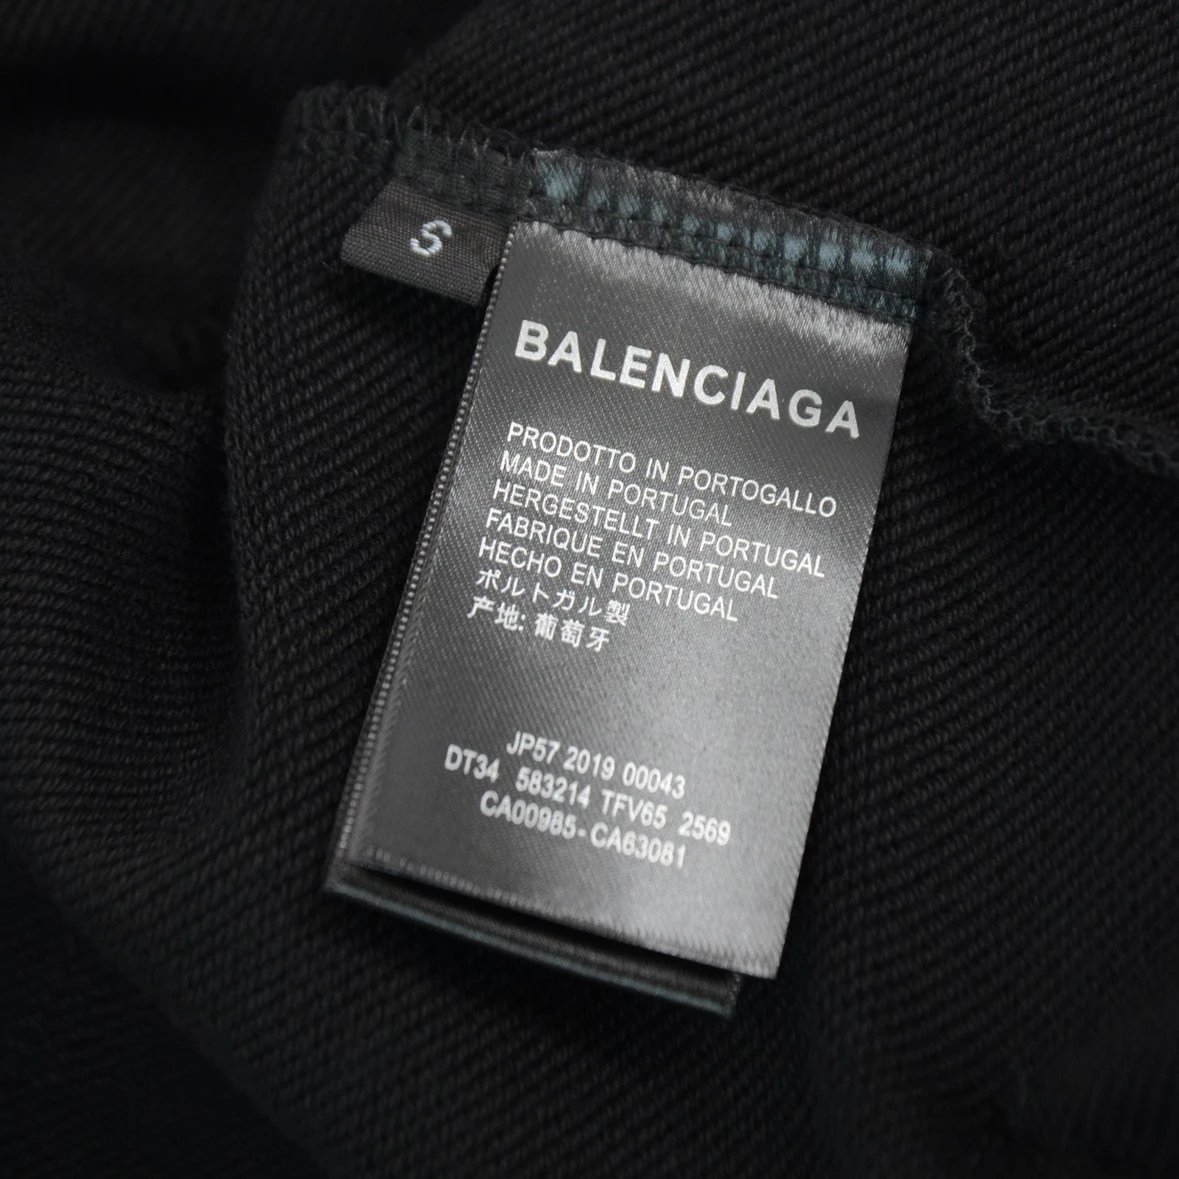 S
BALENCIAGA
PRODOTTO IN PORTOGALLO
MADE IN PORTUGAL
HERGESTELLT IN PORTUGAL
FABRIQUE EN PORTUGAL
HECHO EN PORTUGAL
ポルトガル製
产地: 葡萄牙
JP57 2019 00043
DT34 583214 TFV65 2569
CA00985-CA63081